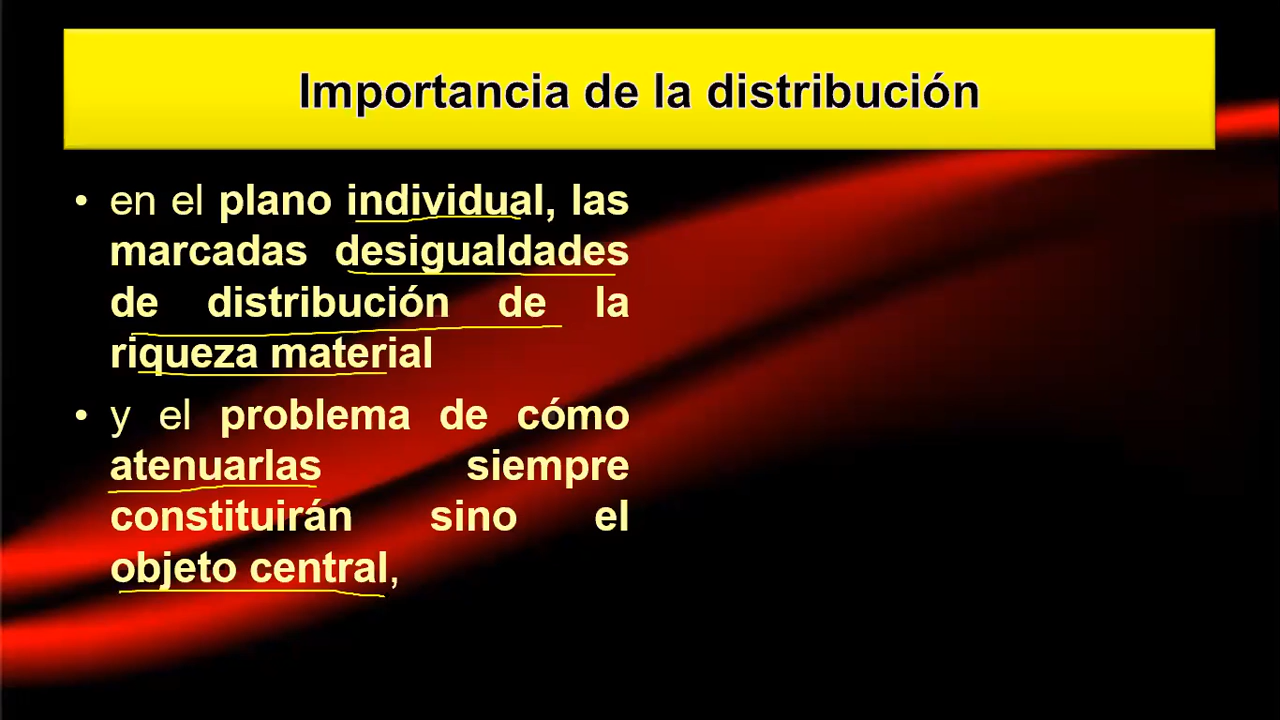 Importancia de la distribución
• en el plano individual, las
marcadas desigualdades
de distribución de la
riqueza material
• y el problema de cómo
atenuarlas siempre
constituirán sino el
objeto central,